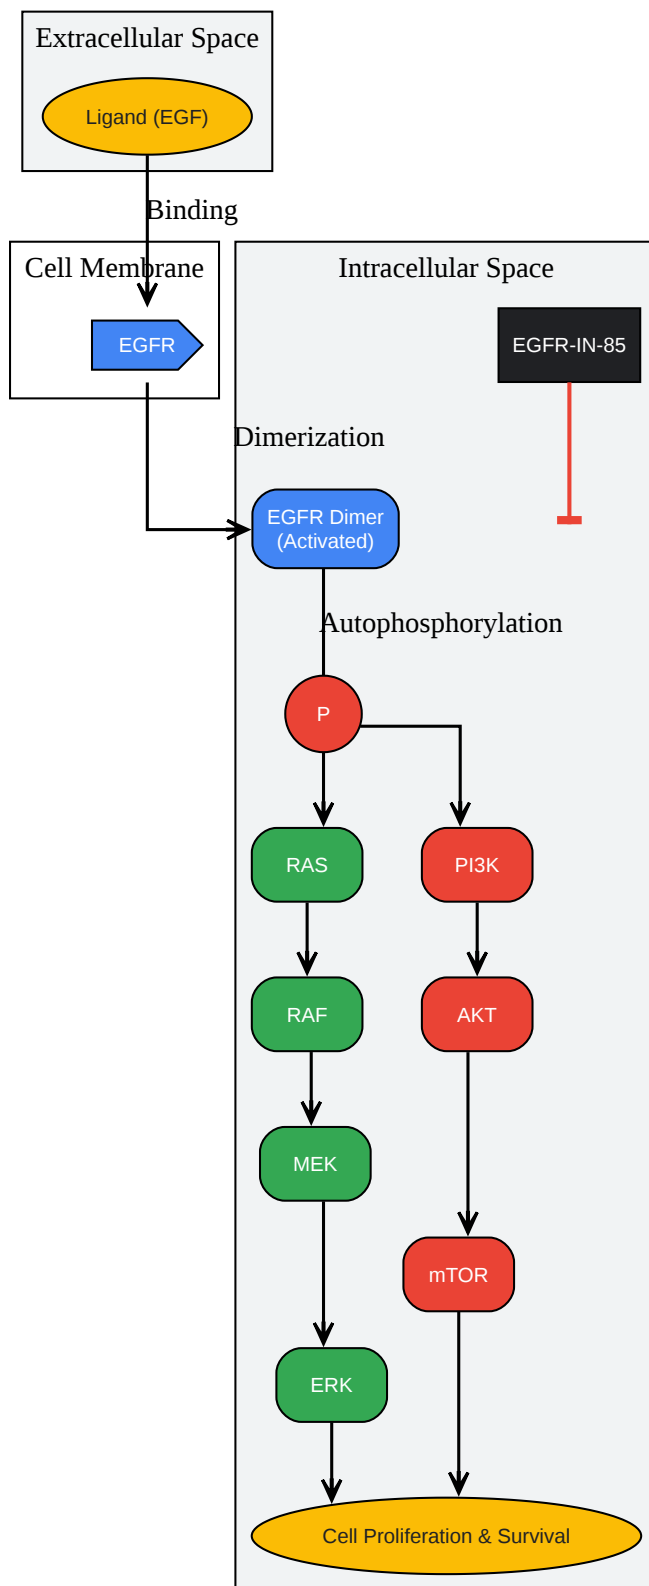 Extracellular Space
Ligand (EGF)
Binding
Cell Membrane
Intracellular Space
EGFR
EGFR-IN-85
Dimerization
EGFR Dimer
(Activated)
Autophosphorylation
P
RAS
PI3K
RAF
AKT
MEK
mTOR
ERK
Cell Proliferation & Survival